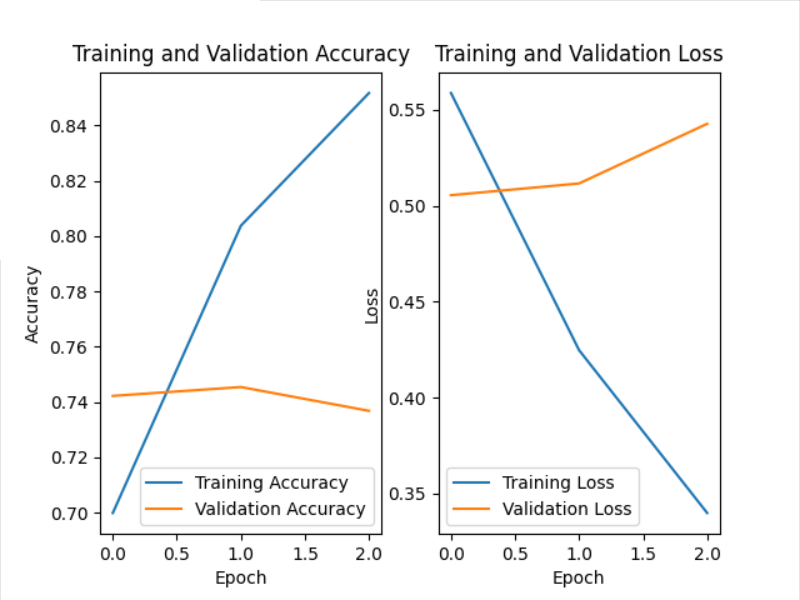 Training and Validation Accuracy
0.84
0.82
0.80
0.78
0.76
0.74
0.72
0.70
Accuracy
Training Accuracy
Validation Accuracy
0.0 0.5 1.0 1.5 2.0
Epoch
Training and Validation Loss
0.55
0.50
0.45
0.40
0.35
Loss
Training Loss
Validation Loss
0.0 0.5 1.0 1.5 2.0
Epoch